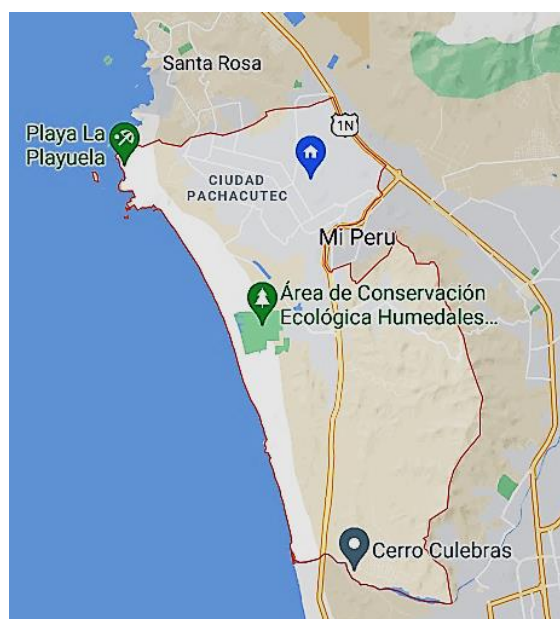 Santa Rosa
1N
Playa La
Playuela
CIUDAD
PACHACUTEC
Mi Peru
Área de Conservación
Ecológica Humedales...
Cerro Culebras